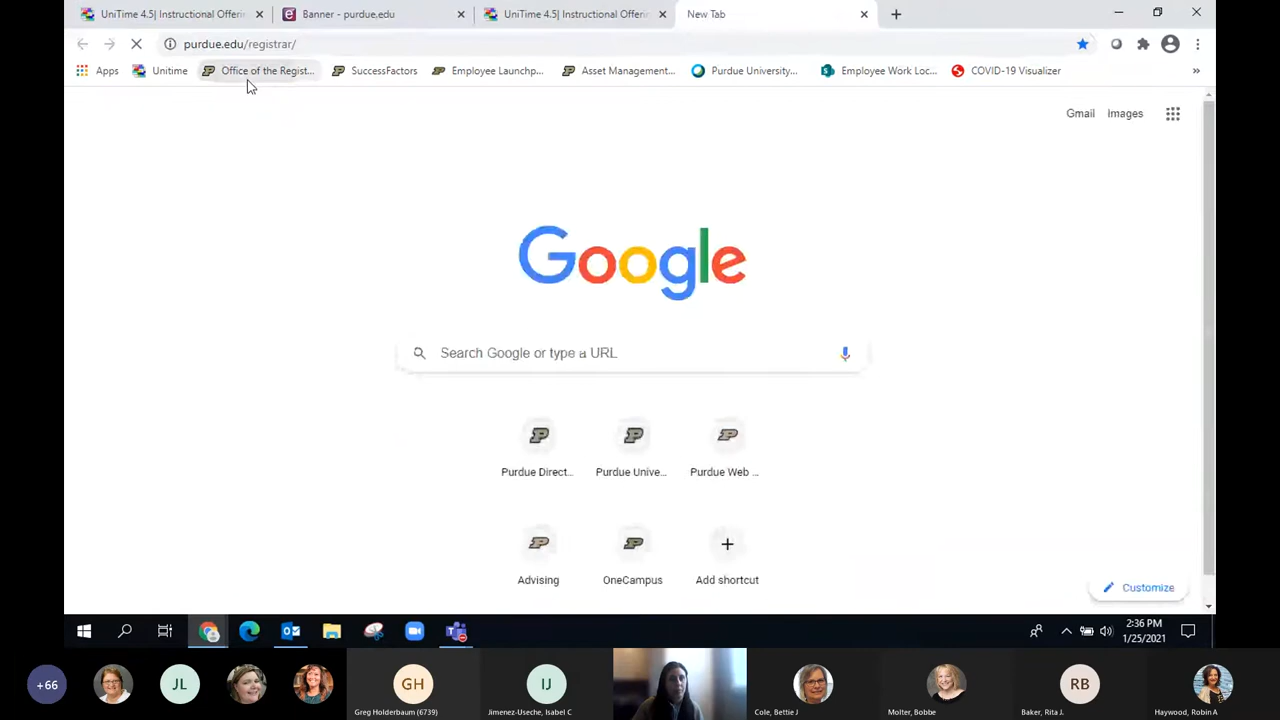 UniTime 4.5| Instructional Offerin
Banner - purdue.edu
UniTime 4.5| Instructional Offerin
New Tab
purdue.edu/registrar/
Apps
Unitime
Office of the Regist...
SuccessFactors
Employee Launchp...
Asset Management...
Purdue University...
Employee Work Loc...
COVID-19 Visualizer
Gmail
Images
Google
Search Google or type a URL
Purdue Direct...
Purdue Unive...
Purdue Web ...
Advising
OneCampus
Add shortcut
Customize
2:36 PM
1/25/2021
+66
JL
GH
IJ
RB
Greg Holderbaum (6739)
Jimenez-Useche, Isabel C
Cole, Bettie J
Molter, Bobbe
Baker, Rita J.
Haywood, Robin A